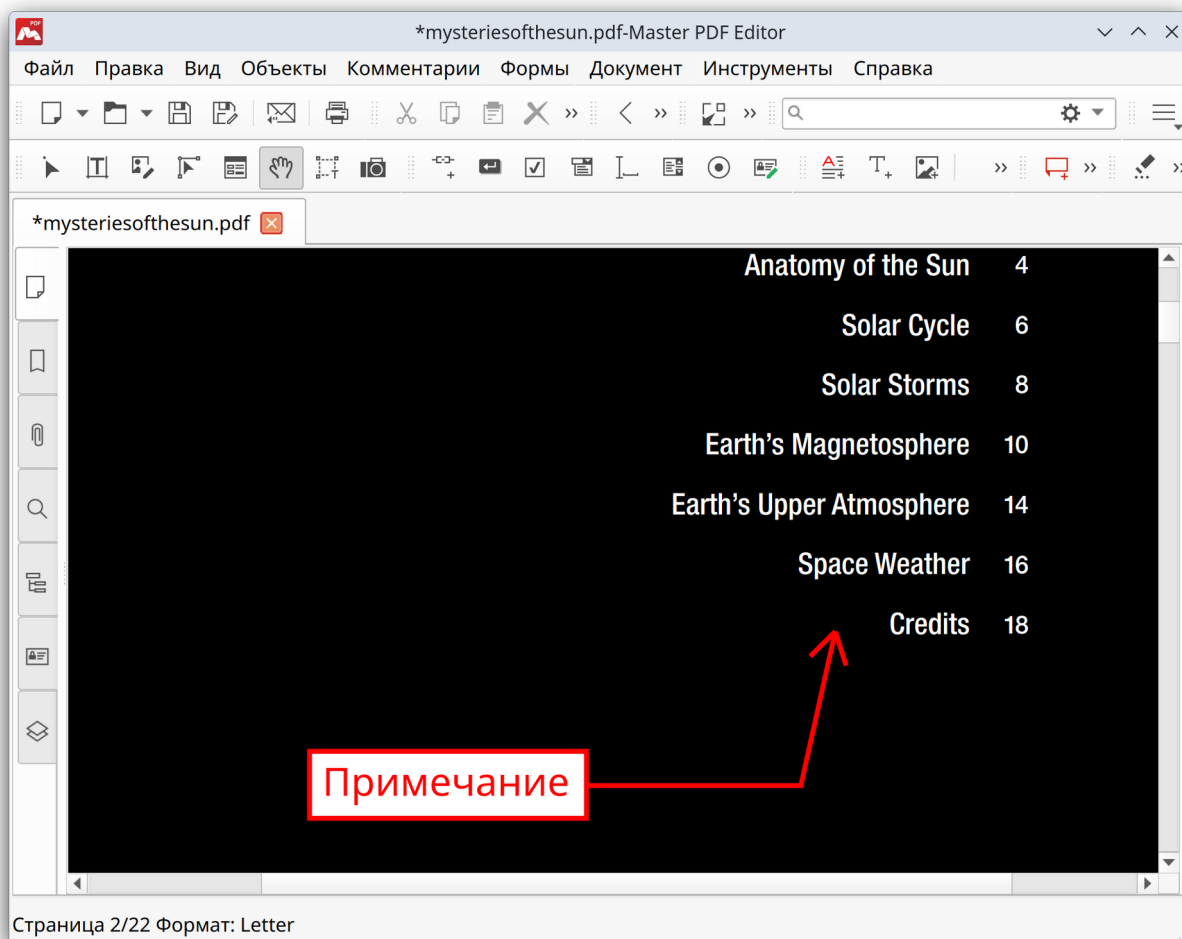 *mysteriesofthesun.pdf-Master PDF Editor
Файл Правка Вид Объекты Комментарии Формы Документ Инструменты Справка
*mysteriesofthesun.pdf
Anatomy of the Sun 4
Solar Cycle 6
Solar Storms 8
Earth’s Magnetosphere 10
Earth’s Upper Atmosphere 14
Space Weather 16
Credits 18
Примечание
Страница 2/22 Формат: Letter